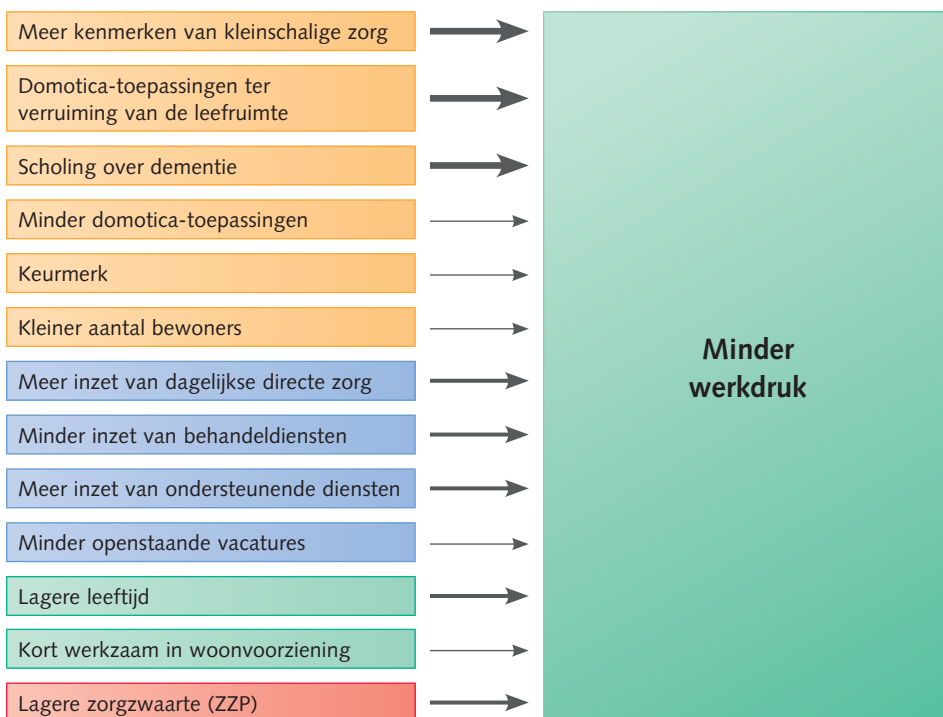 Meer kenmerken van kleinschalige zorg
Domotica-toepassingen ter
verruiming van de leefruimte
Scholing over dementie
Minder domotica-toepassingen
Keurmerk
Kleiner aantal bewoners
Meer inzet van dagelijkse directe zorg
Minder inzet van behandeldiensten
Meer inzet van ondersteunende diensten
Minder openstaande vacatures
Lagere leeftijd
Kort werkzaam in woonvoorziening
Lagere zorgzwaarte (ZZP)
Minder
werkdruk